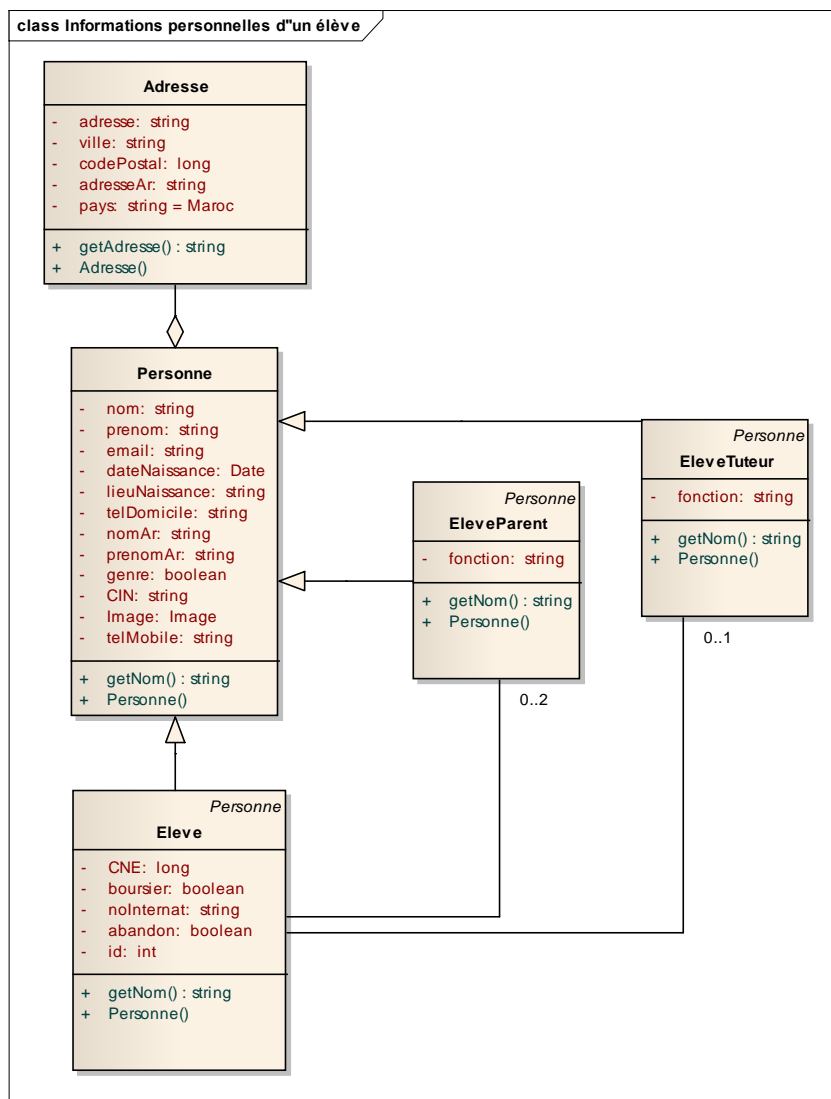 class Informations personnelles d"un élève
Adresse
- adresse: string
- ville: string
- codePostal: long
- adresseAr: string
- pays: string = Maroc
+ getAdresse() : string
+ Adresse()
Personne
- nom: string
- prenom: string
- email: string
- dateNaissance: Date
- lieuNaissance: string
- telDomicile: string
- nomAr: string
- prenomAr: string
- genre: boolean
- CIN: string
- Image: Image
- telMobile: string
+ getNom() : string
+ Personne()
Personne
EleveTuteur
- fonction: string
+ getNom() : string
+ Personne()
0..1
Personne
EleveParent
- fonction: string
+ getNom() : string
+ Personne()
0..2
Personne
Eleve
- CNE: long
- boursier: boolean
- noInternat: string
- abandon: boolean
- id: int
+ getNom() : string
+ Personne()